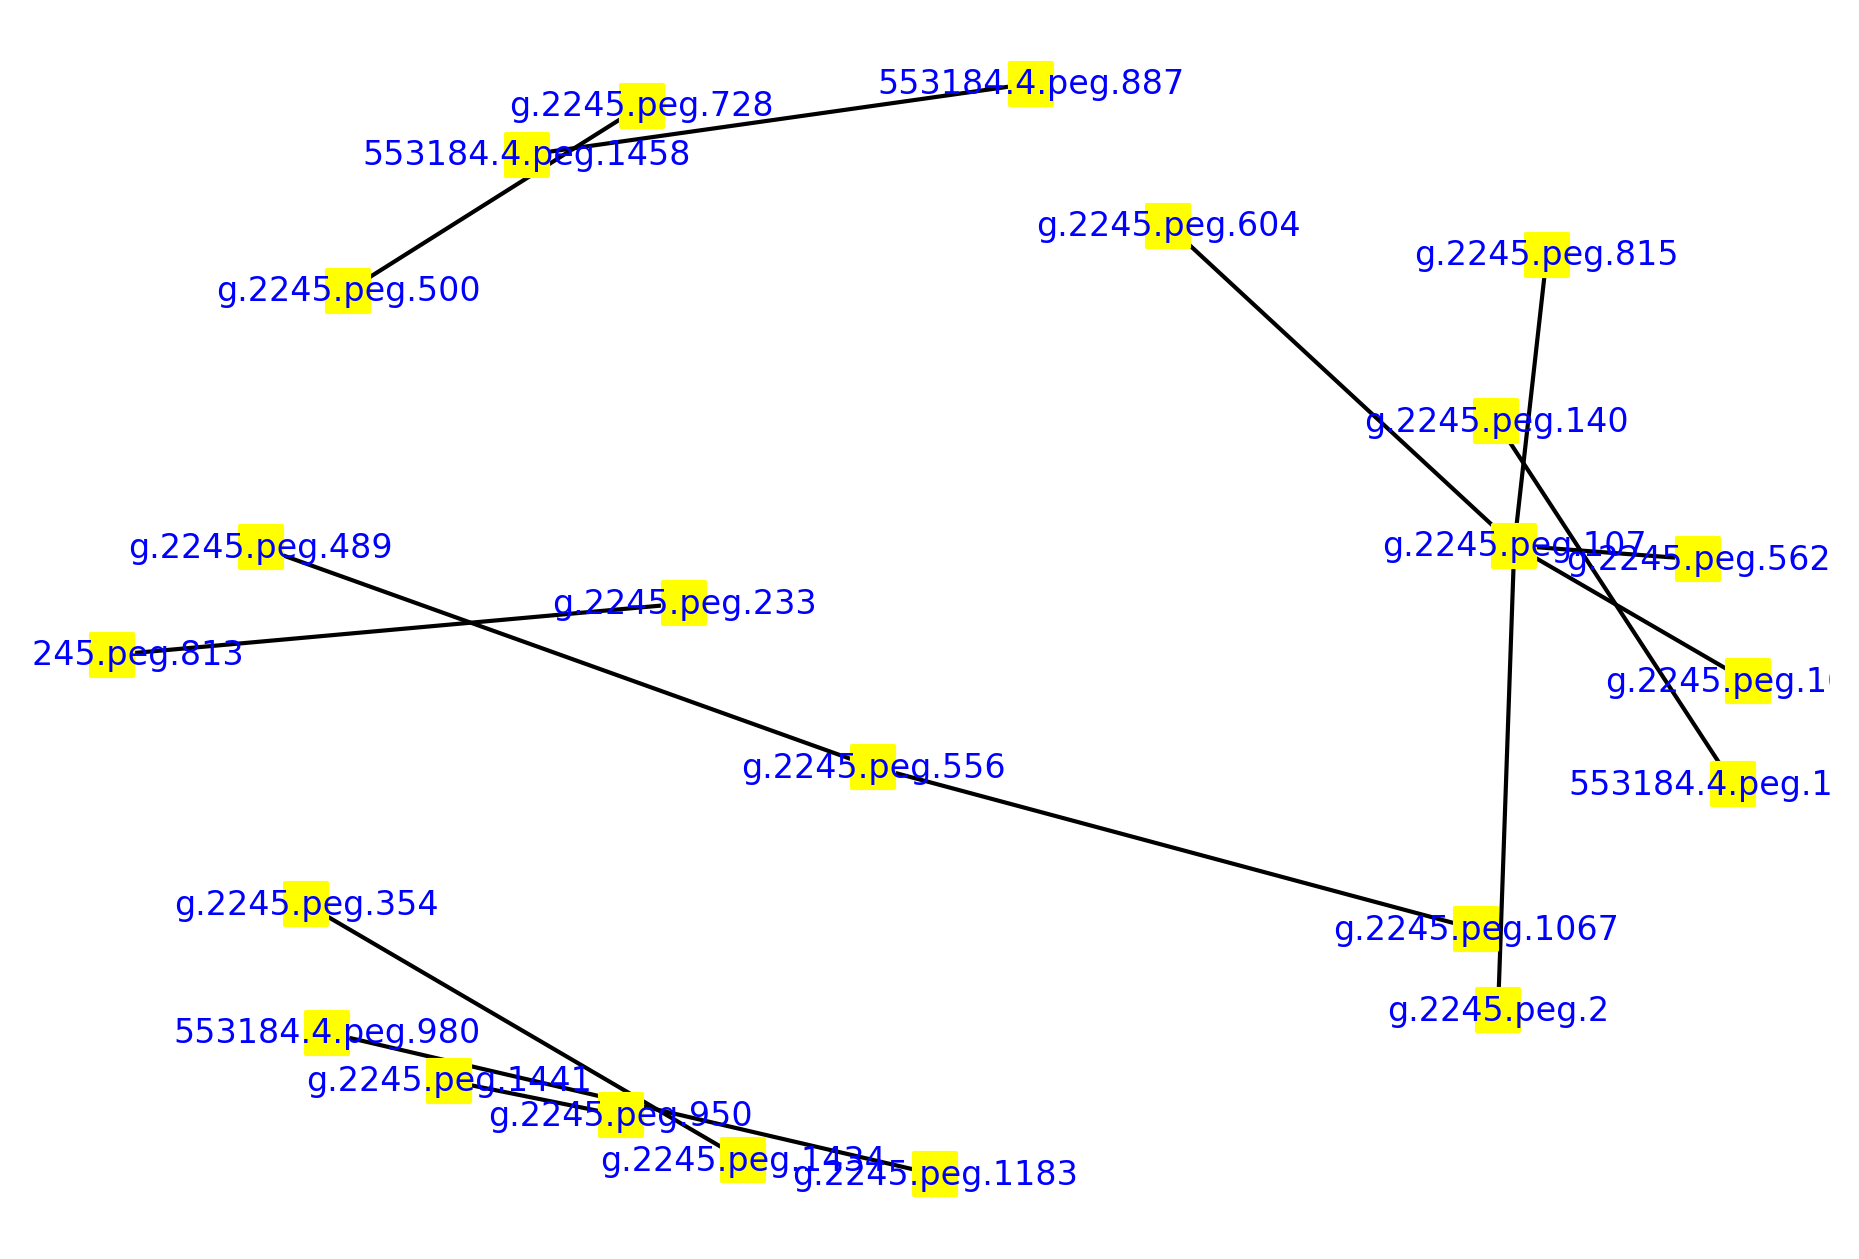 553184.4.peg.887
g.2245.peg.728
553184.4.peg.1458
g.2245.peg.604
g.2245.peg.815
g.2245.peg.500
g.2245.peg.140
g.2245.peg.489
g.2245.peg.107
g.2245.peg.562
g.2245.peg.233
245.peg.813
g.2245.peg.1
g.2245.peg.556
553184.4.peg.1
g.2245.peg.354
g.2245.peg.1067
g.2245.peg.2
553184.4.peg.980
g.2245.peg.1441
g.2245.peg.950
g.2245.peg.1434
g.2245.peg.1183